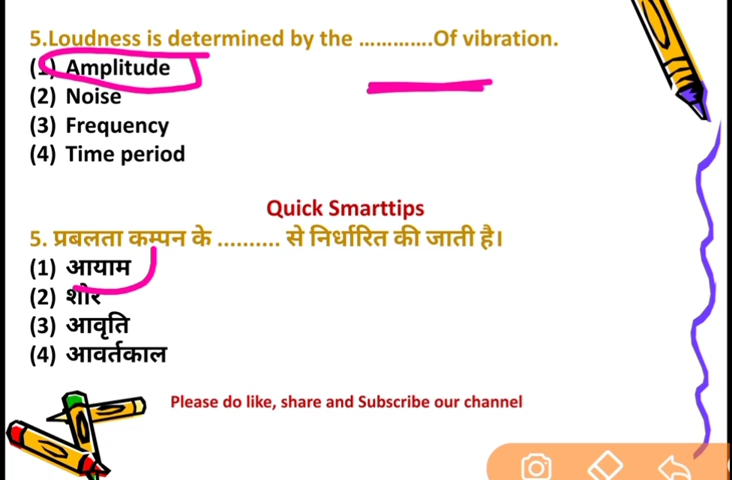 5.Loudness is determined by the .............Of vibration.
(1) Amplitude
(2) Noise
(3) Frequency
(4) Time period
Quick Smarttips
5. प्रबलता कम्पन के .......... से निर्धारित की जाती है।
(1) आयाम
(2) शोर
(3) आवृति
(4) आवर्तकाल
Please do like, share and Subscribe our channel